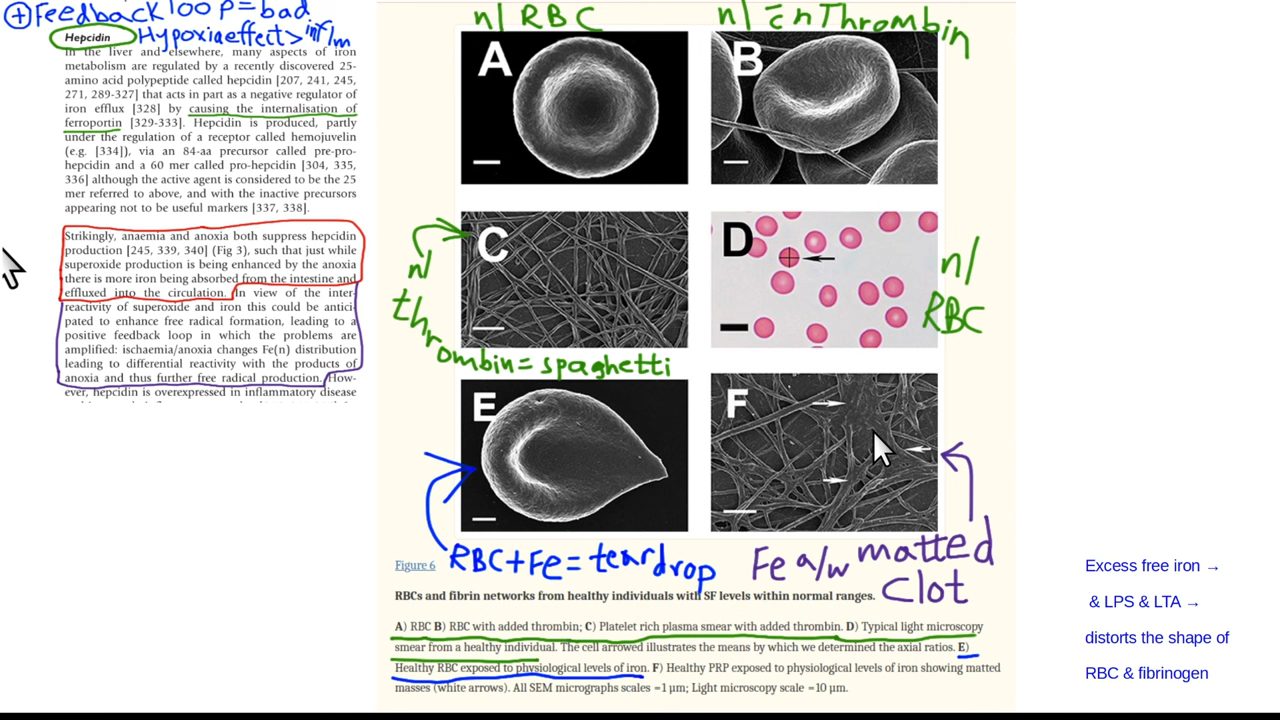 + Feedback loop = bad
Hepcidin
Hypoxia effect > infl/m
In the liver and elsewhere, many aspects of iron
metabolism are regulated by a recently discovered 25-
amino acid polypeptide called hepcidin [207, 241, 245,
271, 289-327] that acts in part as a negative regulator of
iron efflux [328] by causing the internalisation of
ferroportin [329-333]. Hepcidin is produced, partly
under the regulation of a receptor called hemojuvelin
(e.g. [334]), via an 84-aa precursor called pre-pro-
hepcidin and a 60 mer called pro-hepcidin [304, 335,
336] although the active agent is considered to be the 25
mer referred to above, and with the inactive precursors
appearing not to be useful markers [337, 338].
Strikingly, anaemia and anoxia both suppress hepcidin
production [245, 339, 340] (Fig 3), such that just while
superoxide production is being enhanced by the anoxia
there is more iron being absorbed from the intestine and
effluxed into the circulation. In view of the inter-
reactivity of superoxide and iron this could be antici-
pated to enhance free radical formation, leading to a
positive feedback loop in which the problems are
amplified: ischaemia/anoxia changes Fe(n) distribution
leading to differential reactivity with the products of
anoxia and thus further free radical production. How-
ever, hepcidin is overexpressed in inflammatory disease
n/ RBC
n/ c̄ n Thrombin
A
B
C
D
E
F
n/
thrombin = spaghetti
n/
RBC
RBC + Fe = teardrop
Fe a/w matted
clot
Figure 6
RBCs and fibrin networks from healthy individuals with SF levels within normal ranges.
A) RBC B) RBC with added thrombin; C) Platelet rich plasma smear with added thrombin. D) Typical light microscopy
smear from a healthy individual. The cell arrowed illustrates the means by which we determined the axial ratios. E)
Healthy RBC exposed to physiological levels of iron. F) Healthy PRP exposed to physiological levels of iron showing matted
masses (white arrows). All SEM micrographs scales =1 μm; Light microscopy scale =10 μm.
Excess free iron →
& LPS & LTA →
distorts the shape of
RBC & fibrinogen